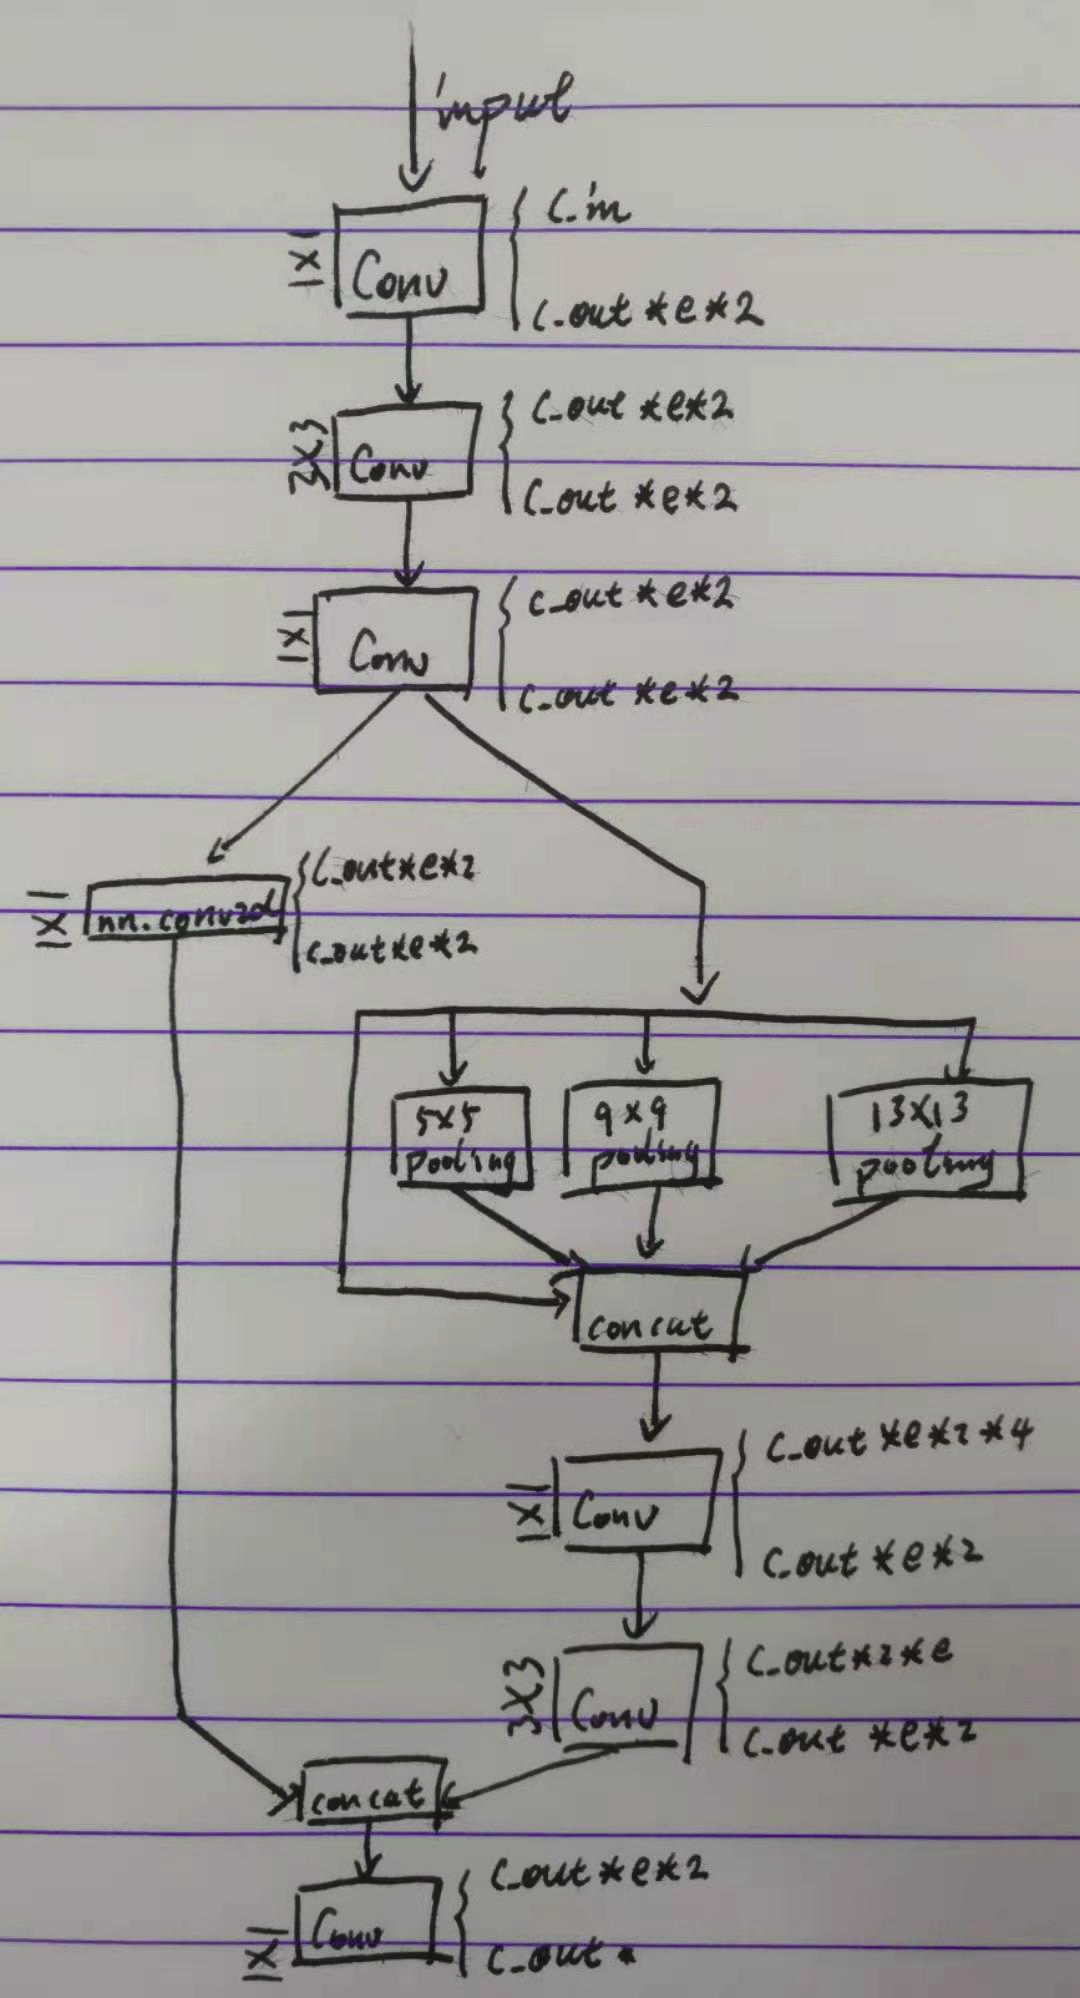 input
C_in
1X1
Conv
C_out *e*2
C_out *e*2
3X3
Conv
C_out *e*2
C_out *e*2
1X1
Conv
C_out *e*2
C_out*e*2
1X1
nn.conv2d
C_out*e*2
5X5
pooling
9X9
pooling
13X13
pooling
concat
C_out *e*2*4
1X1
Conv
C_out *e*2
C_out*2*e
3X3
Conv
C_out *e*2
concat
C_out*e*2
1X1
Conv
C_out